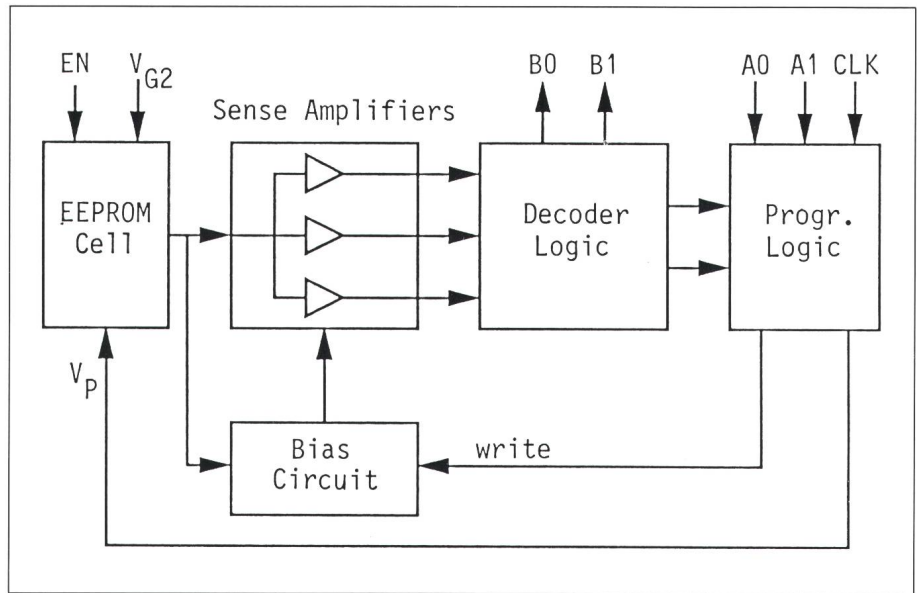 EN
V
G2
B0
B1
A0
A1
CLK
Sense Amplifiers
EEPROM
Cell
Decoder
Logic
Progr.
Logic
V
P
Bias
Circuit
write